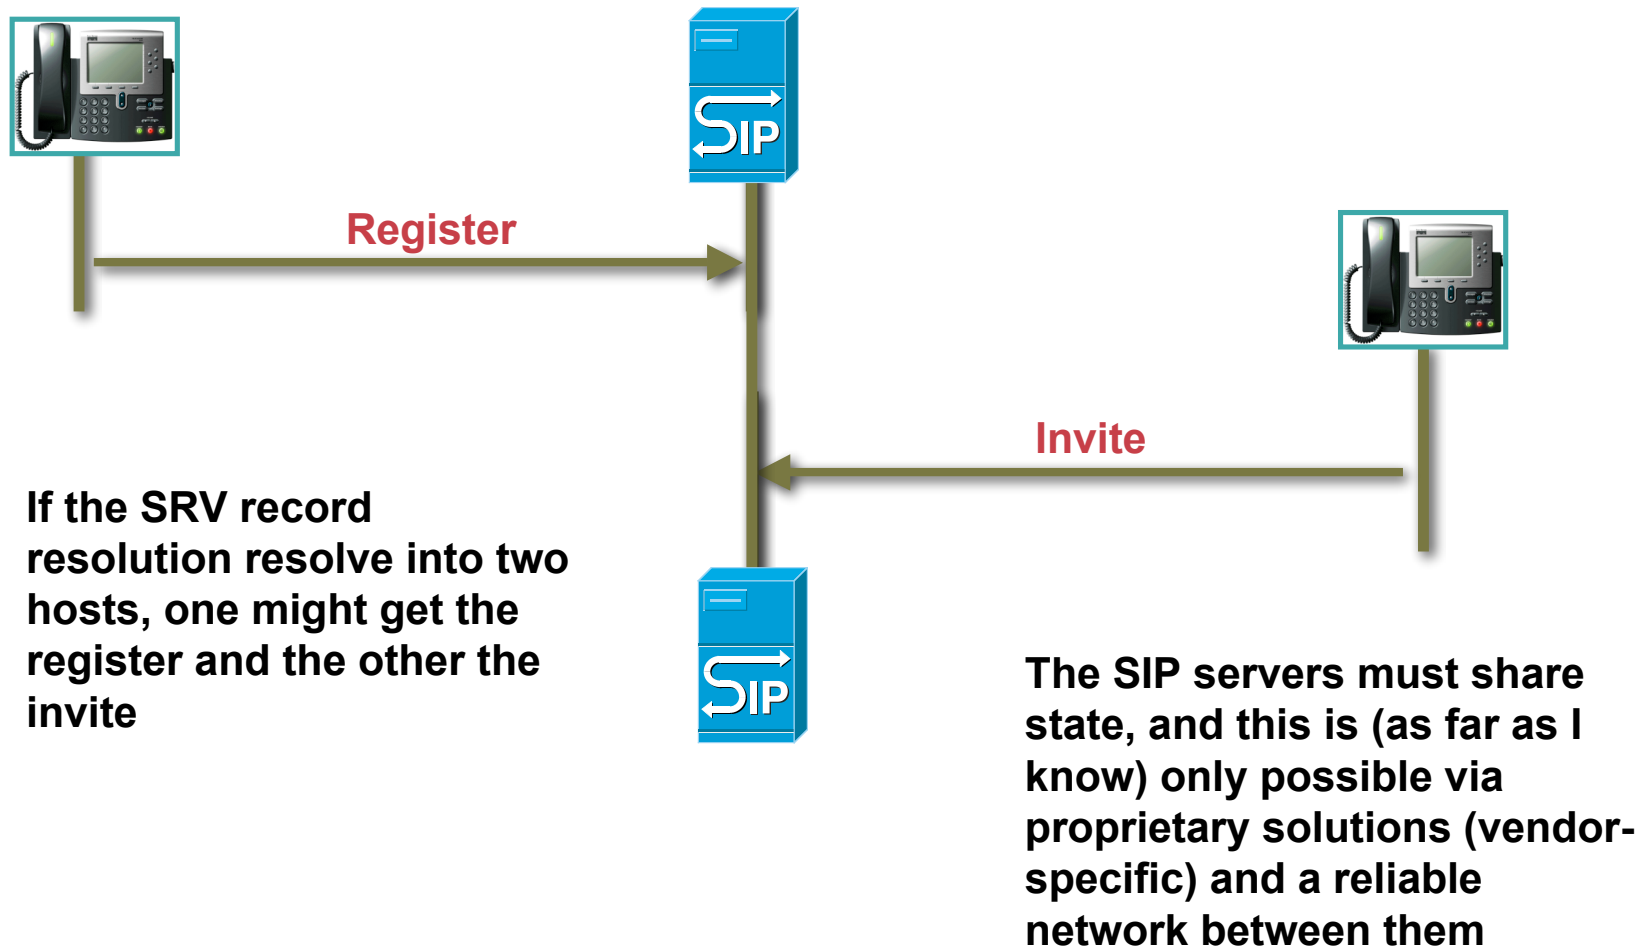 SIP
Register
Invite
If the SRV record
resolution resolve into two
hosts, one might get the
register and the other the
invite
SIP
The SIP servers must share
state, and this is (as far as I
know) only possible via
proprietary solutions (vendor-
specific) and a reliable
network between them